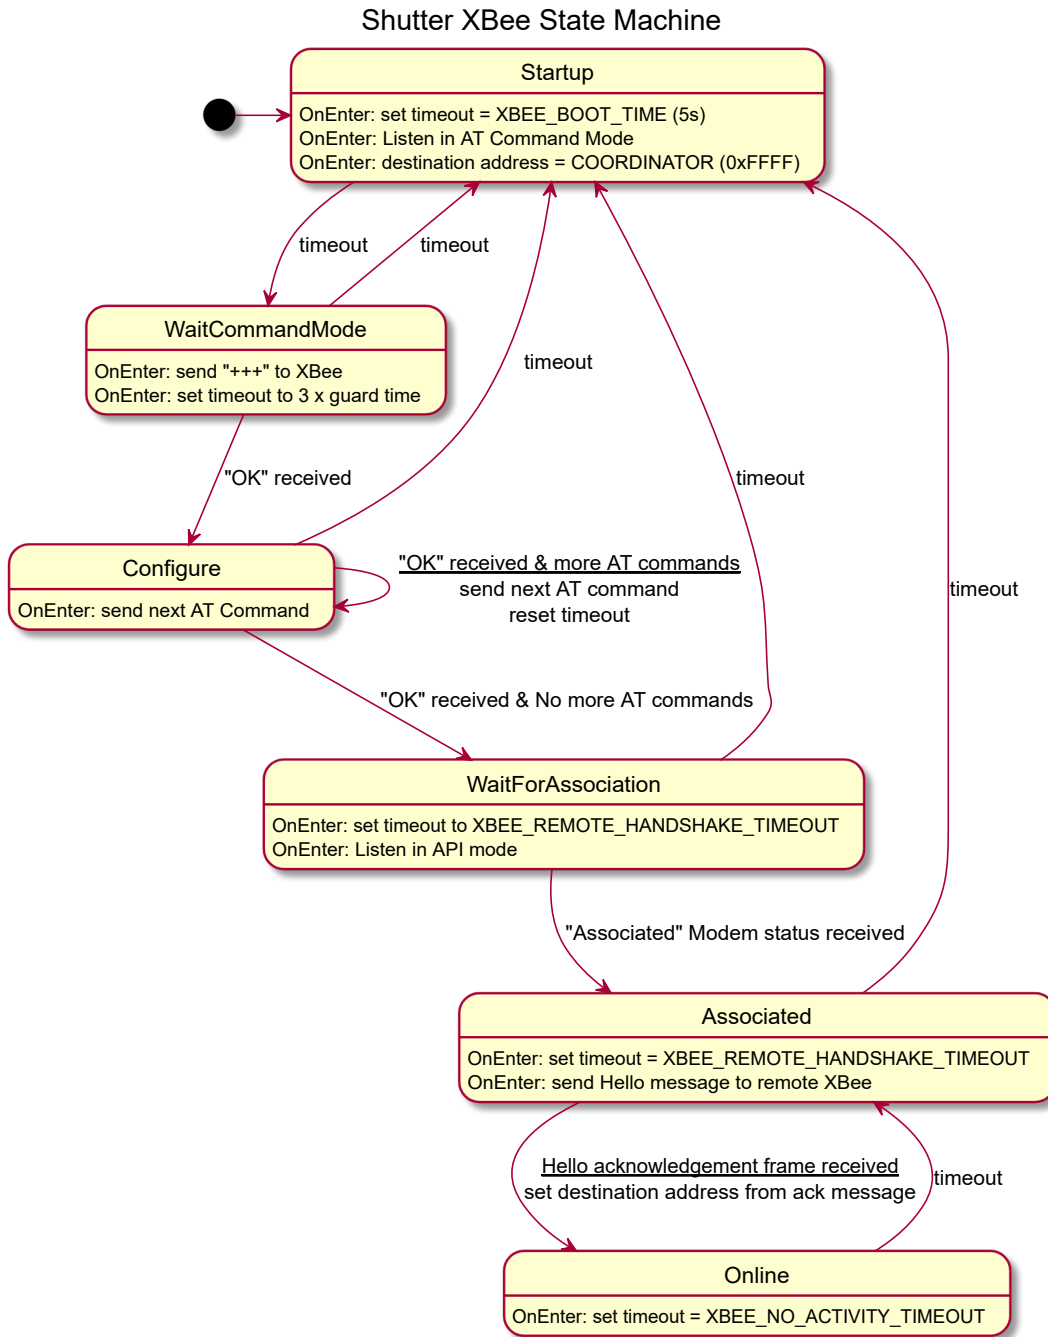 Shutter XBee State Machine
Startup
OnEnter: set timeout = XBEE_BOOT_TIME (5s)
OnEnter: Listen in AT Command Mode
OnEnter: destination address = COORDINATOR (0xFFFF)
timeout
timeout
WaitCommandMode
OnEnter: send "+++" to XBee
OnEnter: set timeout to 3 x guard time
timeout
"OK" received
timeout
Configure
OnEnter: send next AT Command
"OK" received & more AT commands
send next AT command
reset timeout
timeout
"OK" received & No more AT commands
WaitForAssociation
OnEnter: set timeout to XBEE_REMOTE_HANDSHAKE_TIMEOUT
OnEnter: Listen in API mode
"Associated" Modem status received
Associated
OnEnter: set timeout = XBEE_REMOTE_HANDSHAKE_TIMEOUT
OnEnter: send Hello message to remote XBee
Hello acknowledgement frame received
set destination address from ack message
timeout
Online
OnEnter: set timeout = XBEE_NO_ACTIVITY_TIMEOUT